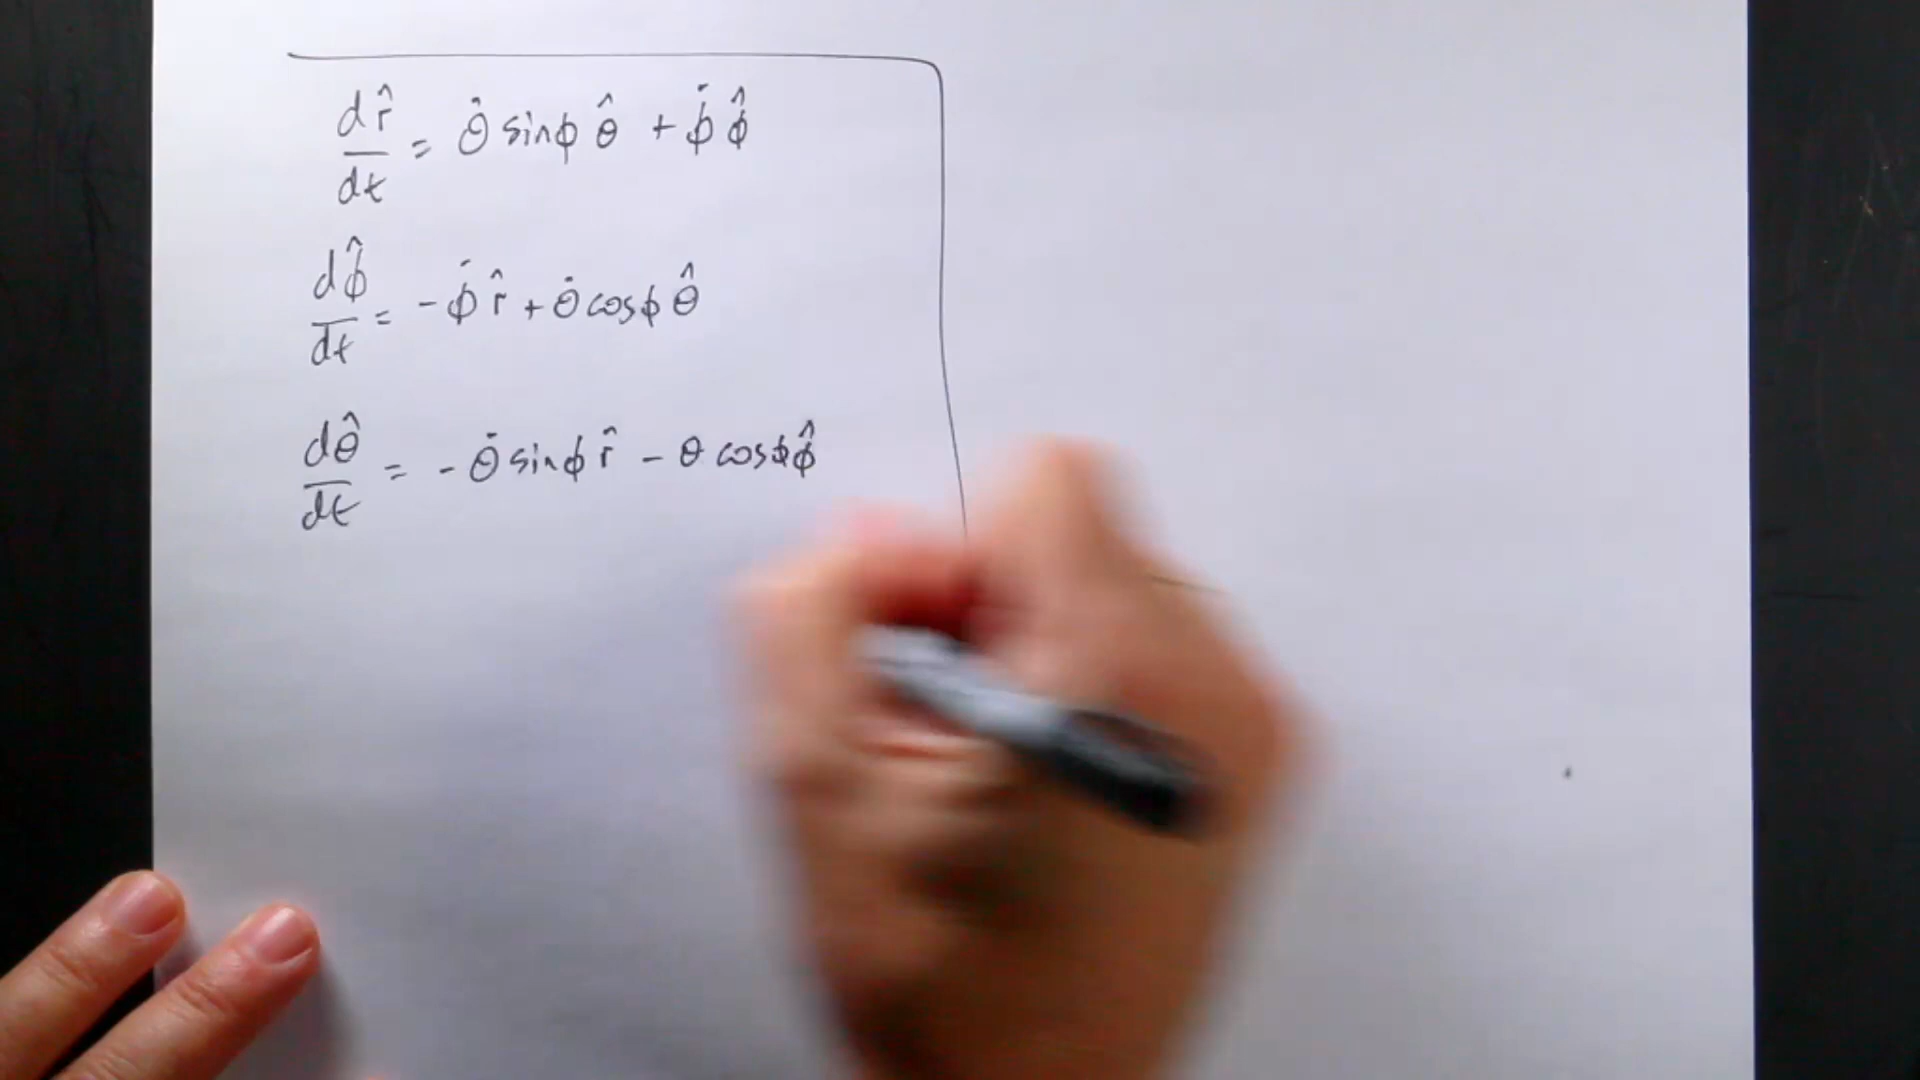 dr̂/dt = θ̇ sinϕ θ̂ + ϕ̇ ϕ̂
dϕ̂/dt = - ϕ̇ r̂ + θ̇ cosϕ θ̂
dθ̂/dt = - θ̇ sinϕ r̂ - θ cosϕ ϕ̂